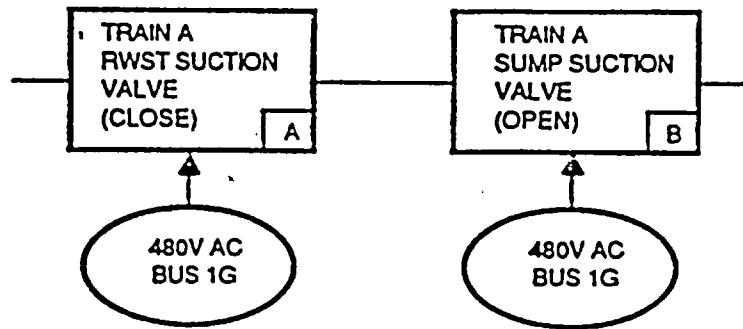 TRAIN A
RWST SUCTION
VALVE
(CLOSE)
A
TRAIN A
SUMP SUCTION
VALVE
(OPEN)
B
480V AC
BUS 1G
480V AC
BUS 1G